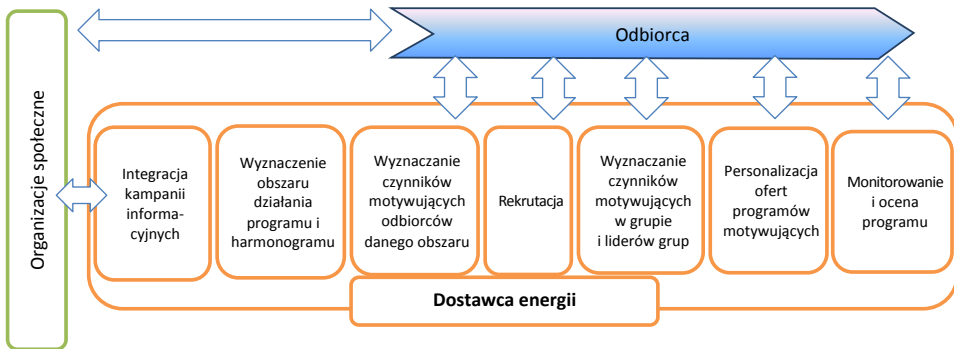 Organizacje społeczne
Odbiorca
Integracja
kampanii
informa-
cyjnych
Wyznaczenie
obszaru
działania
programu i
harmonogramu
Wyznaczanie
czynników
motywujących
odbiorców
danego obszaru
Rekrutacja
Wyznaczanie
czynników
motywujących
w grupie
i liderów grup
Personalizacja
ofert
programów
motywujących
Monitorowanie
i ocena
programu
Dostawca energii